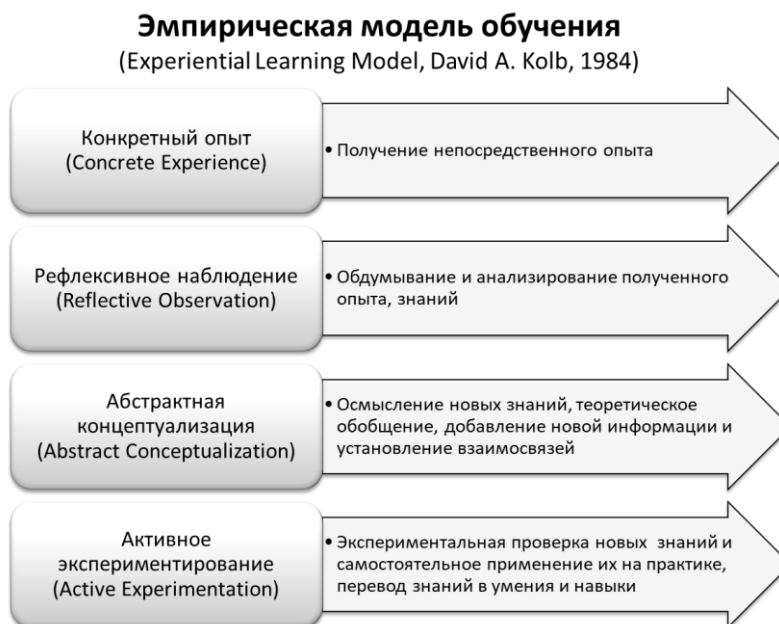 Эмпирическая модель обучения
(Experiential Learning Model, David A. Kolb, 1984)
Конкретный опыт
(Concrete Experience)
• Получение непосредственного опыта
Рефлексивное наблюдение
(Reflective Observation)
• Обдумывание и анализирование полученного
опыта, знаний
Абстрактная
концептуализация
(Abstract Conceptualization)
• Осмысление новых знаний, теоретическое
обобщение, добавление новой информации и
установление взаимосвязей
Активное
экспериментирование
(Active Experimentation)
• Экспериментальная проверка новых знаний и
самостоятельное применение их на практике,
перевод знаний в умения и навыки